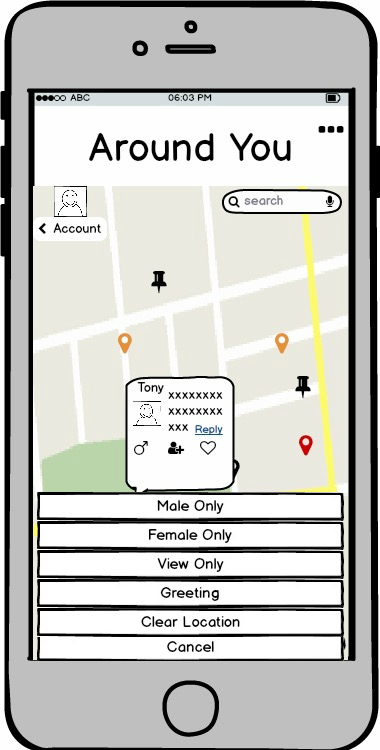 ABC 06:03 PM
Around You
search
Account
Tony xxxxxxxx
xxxxxxxx
xxx Reply
Male Only
Female Only
View Only
Greeting
Clear Location
Cancel